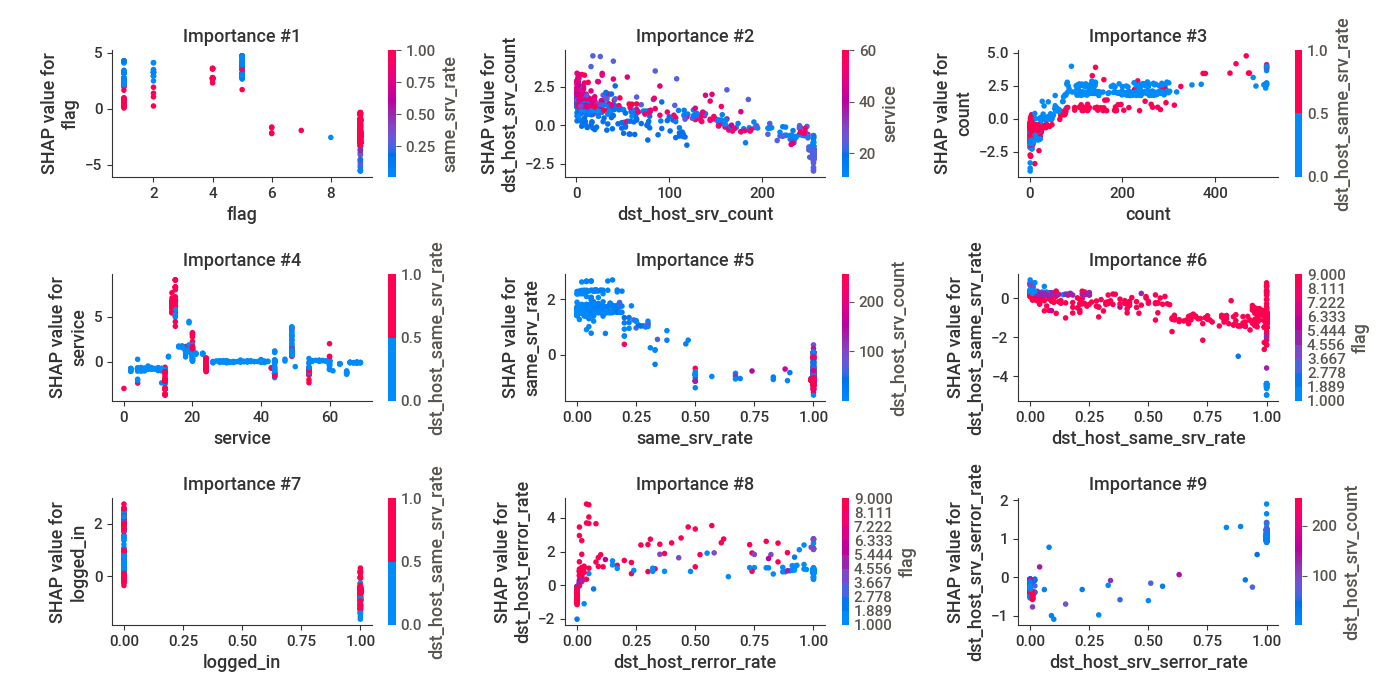 Importance #1
SHAP value for
flag
5
0
−5
2
4
6
8
flag
1.00
0.75
0.50
0.25
same_srv_rate
Importance #2
SHAP value for
dst_host_srv_count
2.5
0.0
−2.5
0
100
200
dst_host_srv_count
60
40
20
service
Importance #3
SHAP value for
count
5.0
2.5
0.0
−2.5
0
200
400
count
1.0
0.5
0.0
dst_host_same_srv_rate
Importance #4
SHAP value for
service
5
0
0
20
40
60
service
1.0
0.5
0.0
dst_host_same_srv_rate
Importance #5
SHAP value for
same_srv_rate
2
0
0.00
0.25
0.50
0.75
1.00
same_srv_rate
200
100
dst_host_srv_count
Importance #6
SHAP value for
dst_host_same_srv_rate
0
−2
−4
0.00
0.25
0.50
0.75
1.00
dst_host_same_srv_rate
9.000
8.111
7.222
6.333
5.444
4.556
3.667
2.778
1.889
1.000
flag
Importance #7
SHAP value for
logged_in
2
0
0.00
0.25
0.50
0.75
1.00
logged_in
1.0
0.5
0.0
dst_host_same_srv_rate
Importance #8
SHAP value for
dst_host_rerror_rate
4
2
0
−2
0.00
0.25
0.50
0.75
1.00
dst_host_rerror_rate
9.000
8.111
7.222
6.333
5.444
4.556
3.667
2.778
1.889
1.000
flag
Importance #9
SHAP value for
dst_host_srv_serror_rate
2
1
0
−1
0.00
0.25
0.50
0.75
1.00
dst_host_srv_serror_rate
200
100
dst_host_srv_count